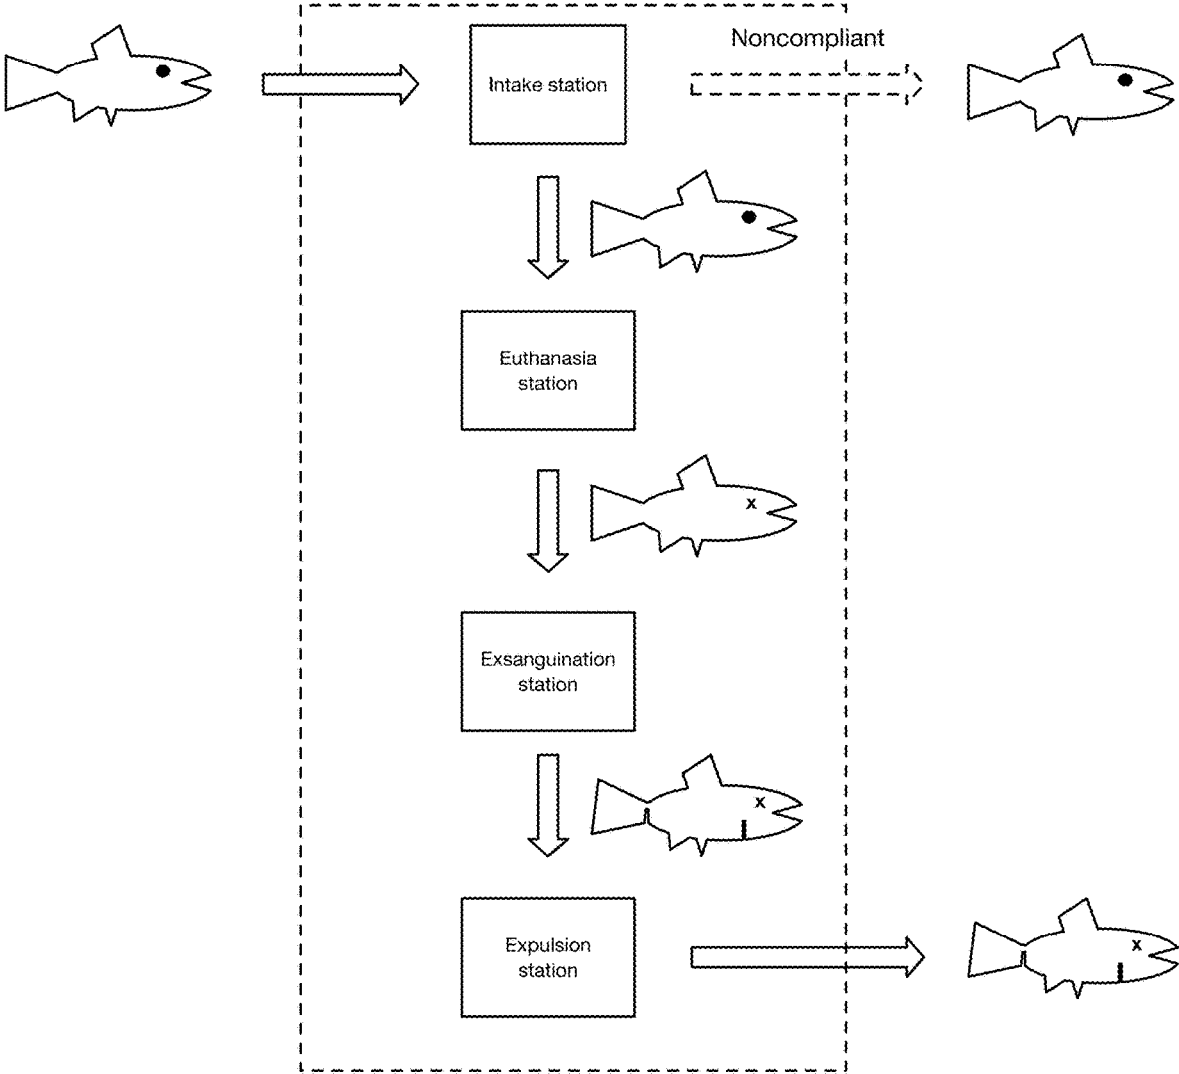 Noncompliant
Intake station
Euthanasia
station
x
Exsanguination
station
x
Expulsion
station
x